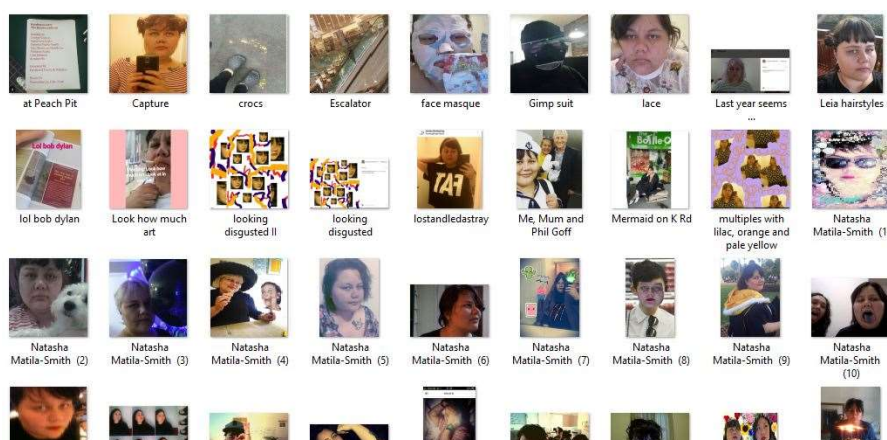 at Peach Pit
Capture
crocs
Escalator
face masque
Gimp suit
lace
Last year seems
...
Leia hairstyles
Lol bob dylan
FAT
lol bob dylan
Look how much
art
looking
disgusted II
looking
disgusted
lostandledastray
Me, Mum and
Phil Goff
Mermaid on K Rd
multiples with
lilac, orange and
pale yellow
Natasha
Matila-Smith (1
Natasha
Matila-Smith (2)
Natasha
Matila-Smith (3)
Natasha
Matila-Smith (4)
Natasha
Matila-Smith (5)
Natasha
Matila-Smith (6)
Natasha
Matila-Smith (7)
Natasha
Matila-Smith (8)
Natasha
Matila-Smith (9)
Natasha
Matila-Smith
(10)